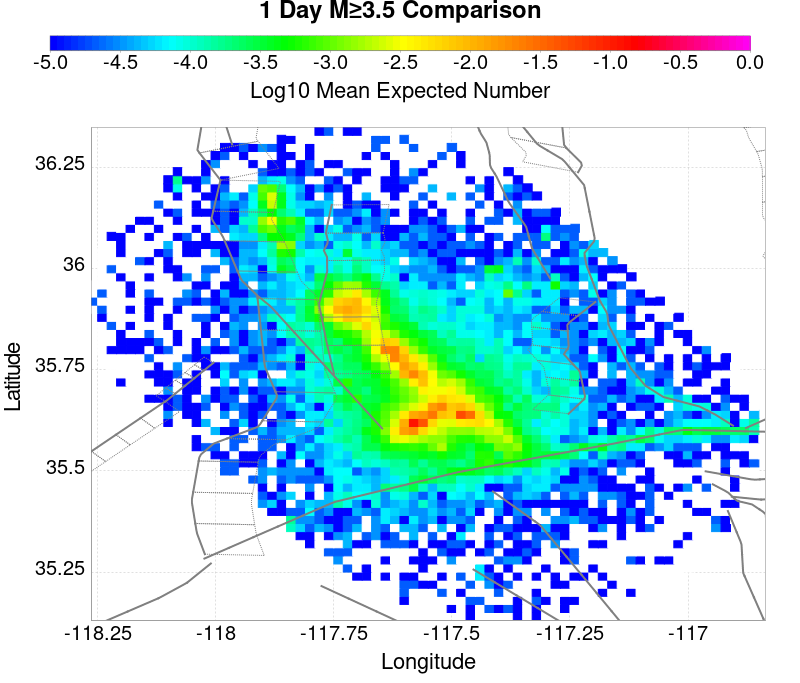 1 Day M≥3.5 Comparison
-5.0 -4.5 -4.0 -3.5 -3.0 -2.5 -2.0 -1.5 -1.0 -0.5 0.0
Log10 Mean Expected Number
36.25
36
35.75
35.5
35.25
Latitude
-118.25 -118 -117.75 -117.5 -117.25 -117
Longitude